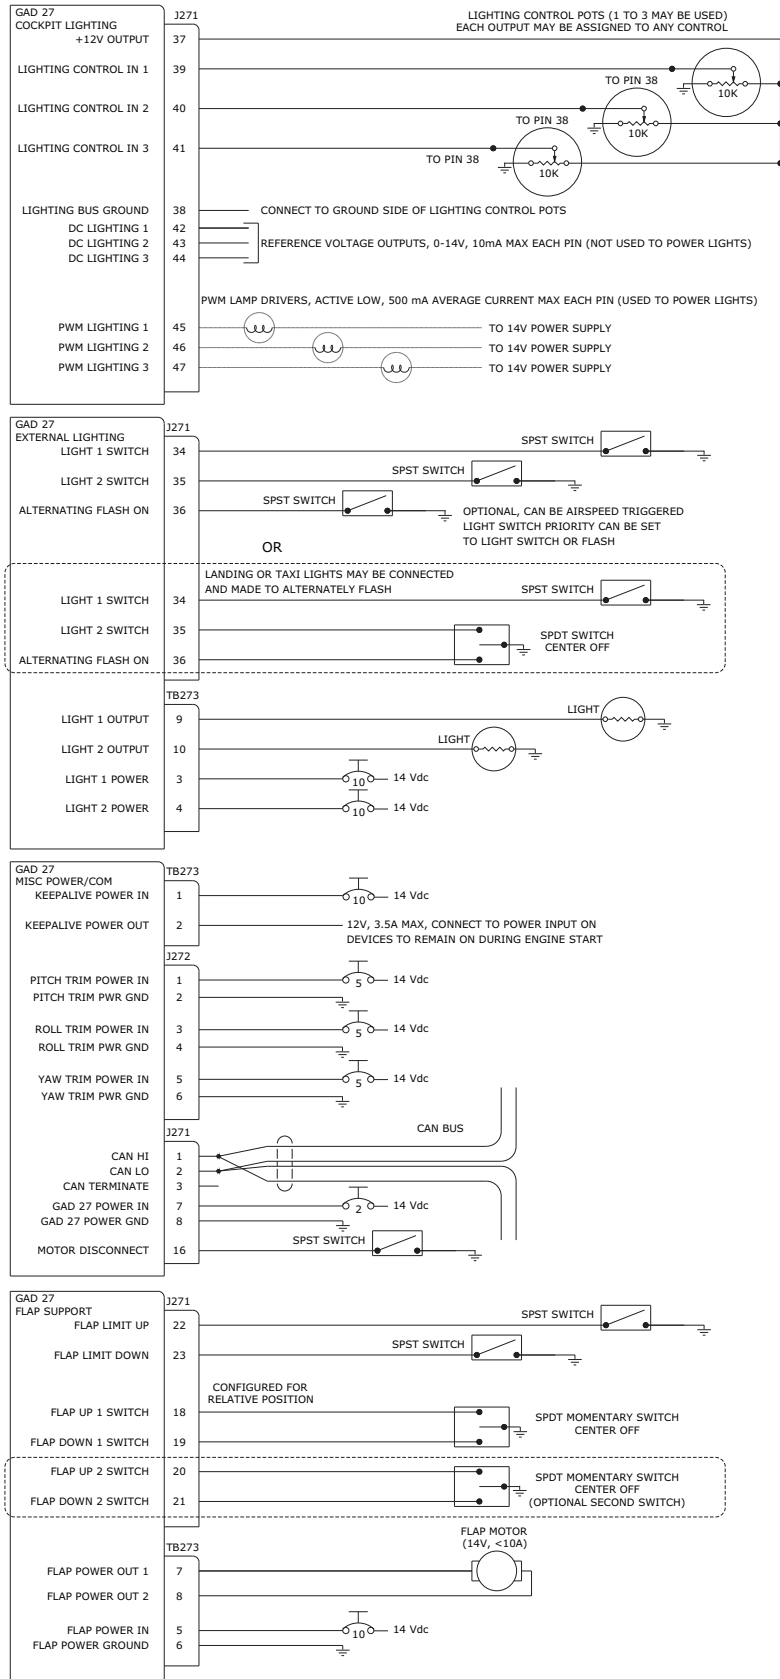 GAD 27
COCKPIT LIGHTING
J271
LIGHTING CONTROL POTS (1 TO 3 MAY BE USED)
EACH OUTPUT MAY BE ASSIGNED TO ANY CONTROL
+12V OUTPUT 37
LIGHTING CONTROL IN 1 39
TO PIN 38
10K
LIGHTING CONTROL IN 2 40
TO PIN 38
10K
LIGHTING CONTROL IN 3 41
TO PIN 38
10K
LIGHTING BUS GROUND 38 CONNECT TO GROUND SIDE OF LIGHTING CONTROL POTS
DC LIGHTING 1 42
DC LIGHTING 2 43 REFERENCE VOLTAGE OUTPUTS, 0-14V, 10mA MAX EACH PIN (NOT USED TO POWER LIGHTS)
DC LIGHTING 3 44
PWM LAMP DRIVERS, ACTIVE LOW, 500 mA AVERAGE CURRENT MAX EACH PIN (USED TO POWER LIGHTS)
PWM LIGHTING 1 45 TO 14V POWER SUPPLY
PWM LIGHTING 2 46 TO 14V POWER SUPPLY
PWM LIGHTING 3 47 TO 14V POWER SUPPLY
GAD 27
EXTERNAL LIGHTING
J271
LIGHT 1 SWITCH 34 SPST SWITCH
LIGHT 2 SWITCH 35 SPST SWITCH
ALTERNATING FLASH ON 36 SPST SWITCH
OPTIONAL, CAN BE AIRSPEED TRIGGERED
LIGHT SWITCH PRIORITY CAN BE SET
TO LIGHT SWITCH OR FLASH
OR
LANDING OR TAXI LIGHTS MAY BE CONNECTED
AND MADE TO ALTERNATELY FLASH
LIGHT 1 SWITCH 34 SPST SWITCH
LIGHT 2 SWITCH 35
SPDT SWITCH
CENTER OFF
ALTERNATING FLASH ON 36
TB273
LIGHT 1 OUTPUT 9 LIGHT
LIGHT 2 OUTPUT 10 LIGHT
LIGHT 1 POWER 3 10 14 Vdc
LIGHT 2 POWER 4 10 14 Vdc
GAD 27
MISC POWER/COM
TB273
KEEPALIVE POWER IN 1 10 14 Vdc
KEEPALIVE POWER OUT 2 12V, 3.5A MAX, CONNECT TO POWER INPUT ON
DEVICES TO REMAIN ON DURING ENGINE START
J272
PITCH TRIM POWER IN 1 5 14 Vdc
PITCH TRIM PWR GND 2
ROLL TRIM POWER IN 3 5 14 Vdc
ROLL TRIM PWR GND 4
YAW TRIM POWER IN 5 5 14 Vdc
YAW TRIM PWR GND 6
J271
CAN BUS
CAN HI 1
CAN LO 2
CAN TERMINATE 3
GAD 27 POWER IN 7 2 14 Vdc
GAD 27 POWER GND 8
MOTOR DISCONNECT 16 SPST SWITCH
GAD 27
FLAP SUPPORT
J271
FLAP LIMIT UP 22 SPST SWITCH
FLAP LIMIT DOWN 23 SPST SWITCH
CONFIGURED FOR
RELATIVE POSITION
FLAP UP 1 SWITCH 18
SPDT MOMENTARY SWITCH
CENTER OFF
FLAP DOWN 1 SWITCH 19
FLAP UP 2 SWITCH 20
SPDT MOMENTARY SWITCH
CENTER OFF
(OPTIONAL SECOND SWITCH)
FLAP DOWN 2 SWITCH 21
TB273
FLAP MOTOR
(14V, <10A)
FLAP POWER OUT 1 7
FLAP POWER OUT 2 8
FLAP POWER IN 5 10 14 Vdc
FLAP POWER GROUND 6